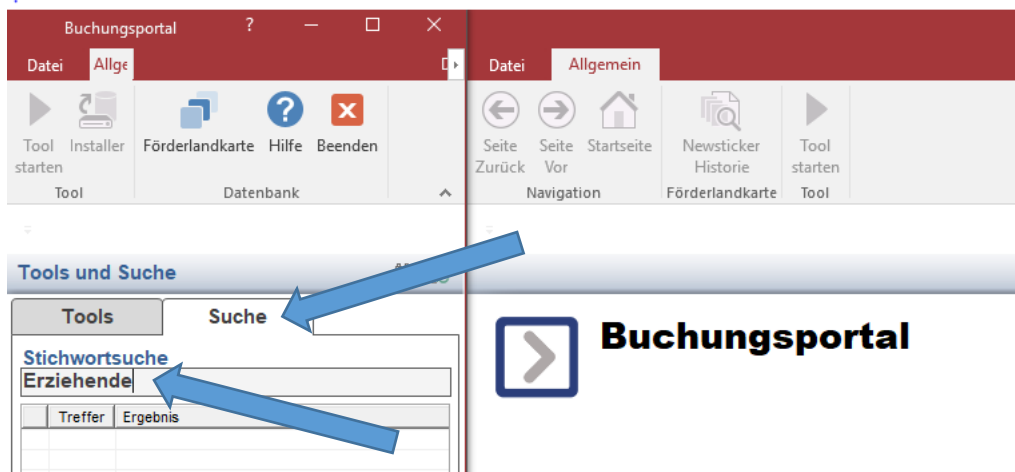 Buchungsportal ?
Datei Allge
Tool starten Installer Förderlandkarte Hilfe Beenden
Tool Datenbank
Datei Allgemein
Seite Zurück Seite Vor Startseite Newsticker Historie Tool starten
Navigation Förderlandkarte Tool
Tools und Suche
Tools Suche
Stichwortsuche
Erziehende
Treffer Ergebnis
Buchungsportal